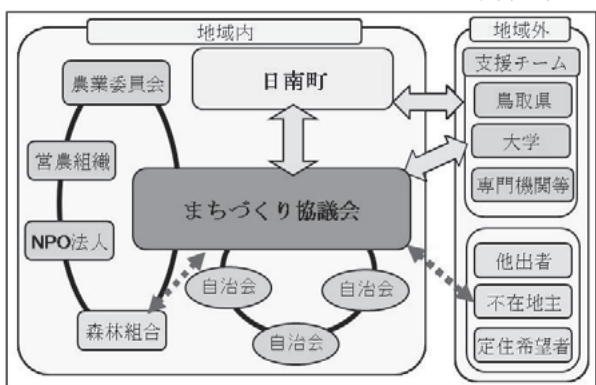 地域内
日南町
農業委員会
営農組織
NPO法人
森林組合
まちづくり協議会
自治会
自治会
自治会
地域外
支援チーム
鳥取県
大学
専門機関等
他出者
不在地主
定住希望者